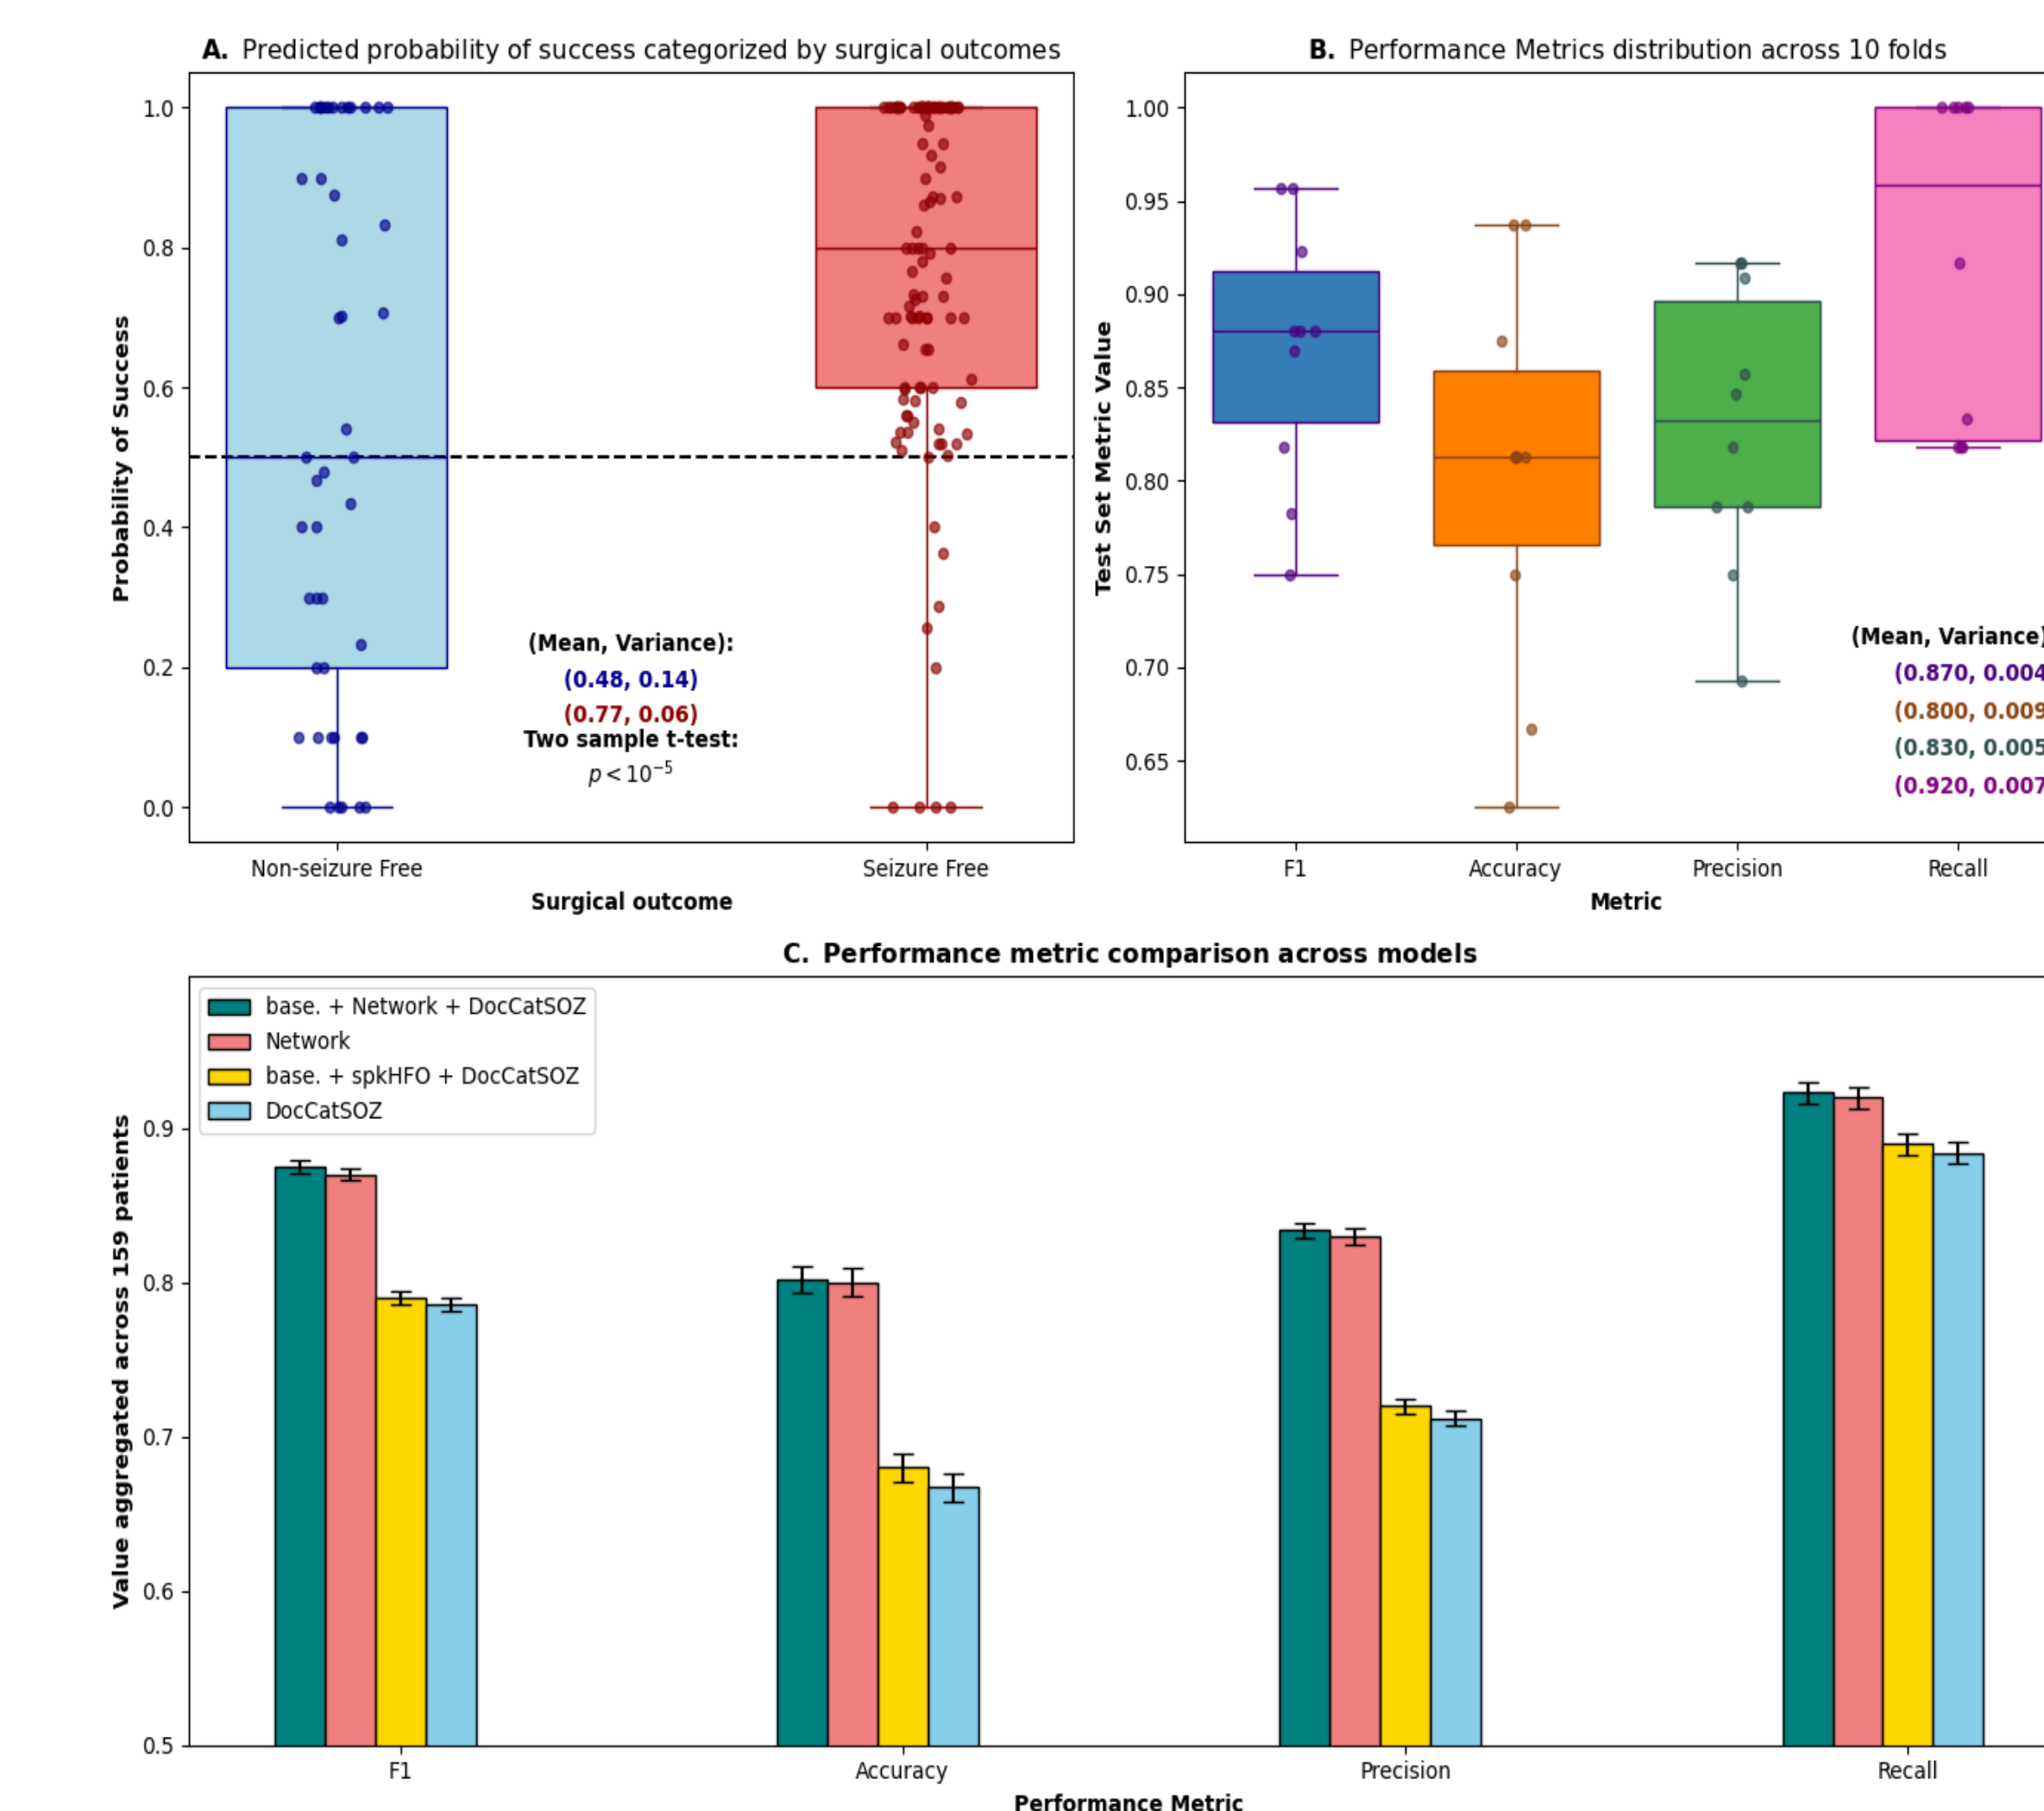 A. Predicted probability of success categorized by surgical outcomes
Probability of Success
1.0
0.8
0.6
0.4
0.2
0.0
(Mean, Variance):
(0.48, 0.14)
(0.77, 0.06)
Two sample t-test:
p < 10⁻⁵
Non-seizure Free
Seizure Free
Surgical outcome
B. Performance Metrics distribution across 10 folds
Test Set Metric Value
1.00
0.95
0.90
0.85
0.80
0.75
0.70
0.65
(Mean, Variance)
(0.870, 0.004
(0.800, 0.009
(0.830, 0.005
(0.920, 0.007
F1
Accuracy
Precision
Recall
Metric
C. Performance metric comparison across models
base. + Network + DocCatSOZ
Network
base. + spkHFO + DocCatSOZ
DocCatSOZ
Value aggregated across 159 patients
0.9
0.8
0.7
0.6
0.5
F1
Accuracy
Precision
Recall
Performance Metric